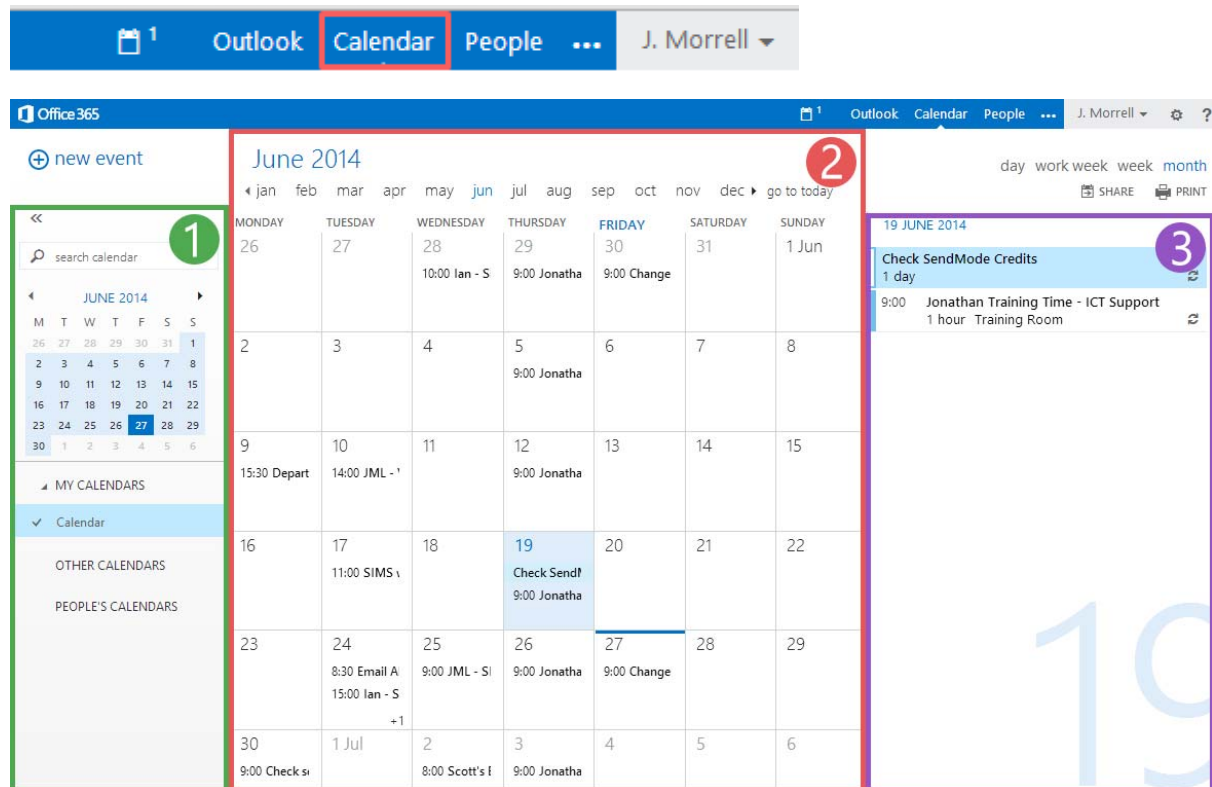 1 Outlook Calendar People ... J. Morrell
Office 365 1 Outlook Calendar People ... J. Morrell ?
new event
June 2014 2
jan feb mar apr may jun jul aug sep oct nov dec go to today
day work week week month
SHARE PRINT
«
1
search calendar
JUNE 2014
M T W T F S S
26 27 28 29 30 31 1
2 3 4 5 6 7 8
9 10 11 12 13 14 15
16 17 18 19 20 21 22
23 24 25 26 27 28 29
30 1 2 3 4 5 6
MY CALENDARS
Calendar
OTHER CALENDARS
PEOPLE'S CALENDARS
MONDAY TUESDAY WEDNESDAY THURSDAY FRIDAY SATURDAY SUNDAY
26 27 28 29 30 31 1 Jun
10:00 Ian - S 9:00 Jonatha 9:00 Change
2 3 4 5 6 7 8
9:00 Jonatha
9 10 11 12 13 14 15
15:30 Depart 14:00 JML - 9:00 Jonatha
16 17 18 19 20 21 22
11:00 SIMS Check Send
9:00 Jonatha
23 24 25 26 27 28 29
8:30 Email A 9:00 JML - S 9:00 Jonatha 9:00 Change
15:00 Ian - S
+1
30 1 Jul 2 3 4 5 6
9:00 Check 8:00 Scott's 9:00 Jonatha
19 JUNE 2014
3
Check SendMode Credits
1 day
9:00 Jonathan Training Time - ICT Support
1 hour Training Room
19